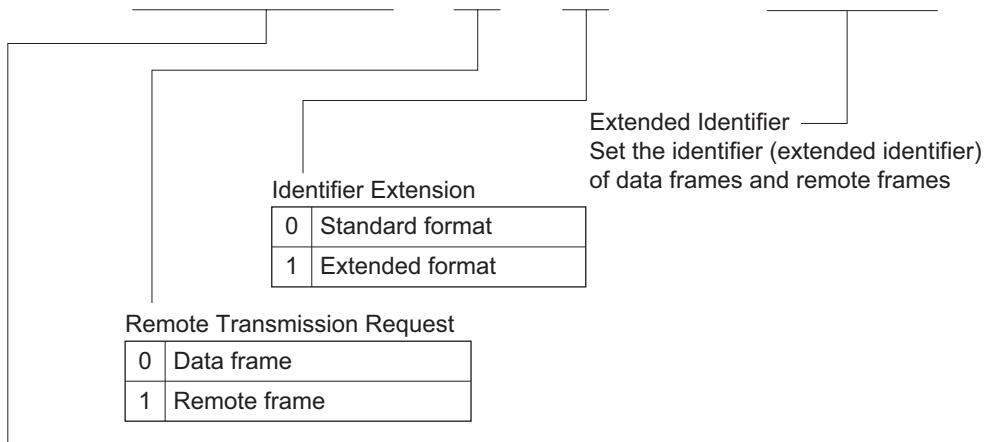 Extended Identifier
Set the identifier (extended identifier)
of data frames and remote frames
Identifier Extension
0 Standard format
1 Extended format
Remote Transmission Request
0 Data frame
1 Remote frame